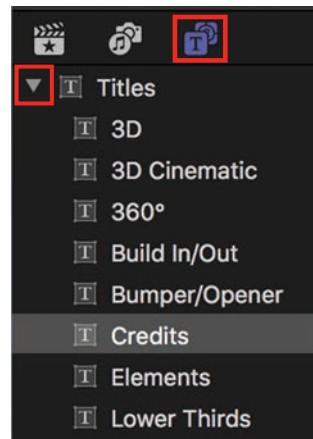 Titles
3D
3D Cinematic
360°
Build In/Out
Bumper/Opener
Credits
Elements
Lower Thirds